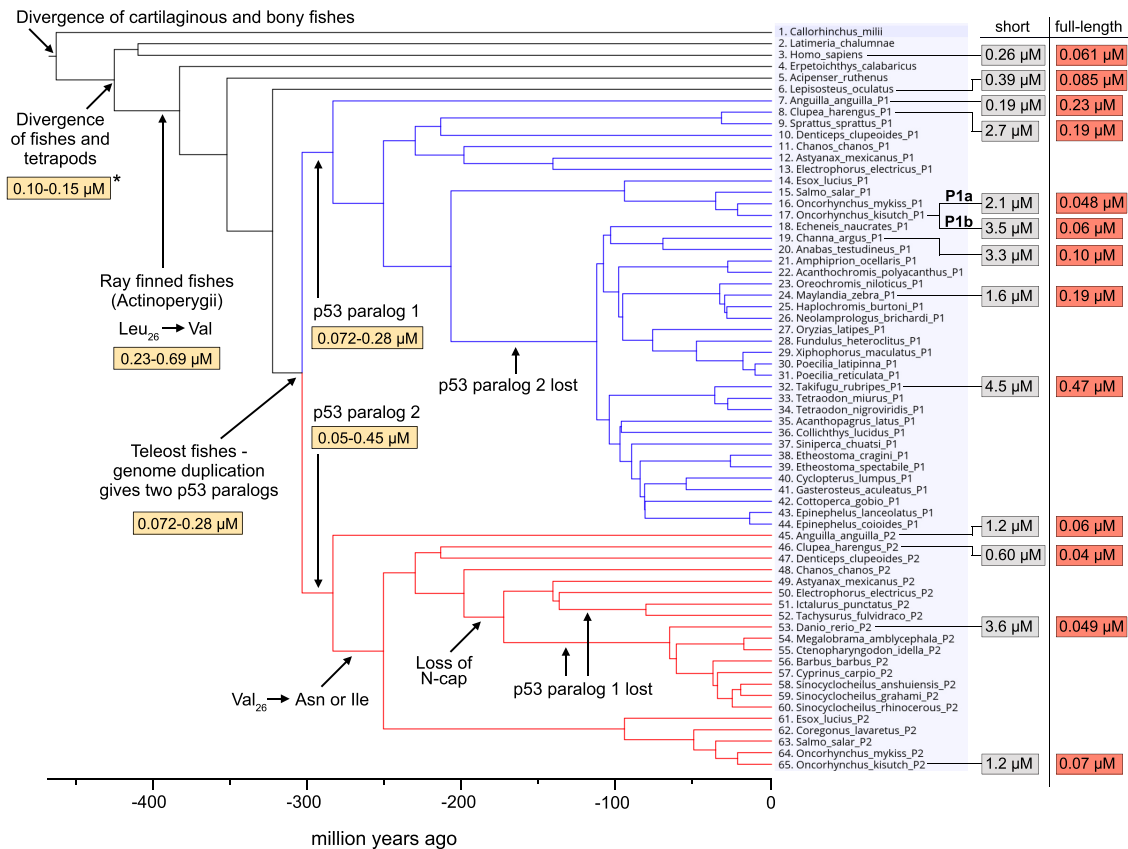 Divergence of cartilaginous and bony fishes
short
full-length
1. Callorhinchus_milii
2. Latimeria_chalumnae
3. Homo_sapiens
0.26 µM
0.061 µM
4. Erpetoichthys_calabaricus
5. Acipenser_ruthenus
0.39 µM
0.085 µM
6. Lepisosteus_oculatus
7. Anguilla_anguilla_P1
0.19 µM
0.23 µM
8. Clupea_harengus_P1
9. Sprattus_sprattus_P1
2.7 µM
0.19 µM
10. Denticeps_clupeoides_P1
11. Chanos_chanos_P1
12. Astyanax_mexicanus_P1
13. Electrophorus_electricus_P1
14. Esox_lucius_P1
15. Salmo_salar_P1
16. Oncorhynchus_mykiss_P1
P1a
2.1 µM
0.048 µM
17. Oncorhynchus_kisutch_P1
P1b
3.5 µM
0.06 µM
18. Echeneis_naucrates_P1
19. Channa_argus_P1
20. Anabas_testudineus_P1
3.3 µM
0.10 µM
21. Amphiprion_ocellaris_P1
22. Acanthochromis_polyacanthus_P1
23. Oreochromis_niloticus_P1
24. Maylandia_zebra_P1
1.6 µM
0.19 µM
25. Haplochromis_burtoni_P1
26. Neolamprologus_brichardi_P1
27. Oryzias_latipes_P1
28. Fundulus_heteroclitus_P1
29. Xiphophorus_maculatus_P1
30. Poecilia_latipinna_P1
31. Poecilia_reticulata_P1
32. Takifugu_rubripes_P1
4.5 µM
0.47 µM
33. Tetraodon_miurus_P1
34. Tetraodon_nigroviridis_P1
35. Acanthopagrus_latus_P1
36. Collichthys_lucidus_P1
37. Siniperca_chuatsi_P1
38. Etheostoma_cragini_P1
39. Etheostoma_spectabile_P1
40. Cyclopterus_lumpus_P1
41. Gasterosteus_aculeatus_P1
42. Cottoperca_gobio_P1
43. Epinephelus_lanceolatus_P1
44. Epinephelus_coioides_P1
45. Anguilla_anguilla_P2
1.2 µM
0.06 µM
46. Clupea_harengus_P2
0.60 µM
0.04 µM
47. Denticeps_clupeoides_P2
48. Chanos_chanos_P2
49. Astyanax_mexicanus_P2
50. Electrophorus_electricus_P2
51. Ictalurus_punctatus_P2
52. Tachysurus_fulvidraco_P2
53. Danio_rerio_P2
3.6 µM
0.049 µM
54. Megalobrama_amblycephala_P2
55. Ctenopharyngodon_idella_P2
56. Barbus_barbus_P2
57. Cyprinus_carpio_P2
58. Sinocyclocheilus_anshuiensis_P2
59. Sinocyclocheilus_grahami_P2
60. Sinocyclocheilus_rhinocerous_P2
61. Esox_lucius_P2
62. Coregonus_lavaretus_P2
63. Salmo_salar_P2
64. Oncorhynchus_mykiss_P2
65. Oncorhynchus_kisutch_P2
1.2 µM
0.07 µM
Divergence
of fishes and
tetrapods
0.10-0.15 µM *
Ray finned fishes
(Actinoperygii)
Leu26 → Val
0.23-0.69 µM
p53 paralog 1
0.072-0.28 µM
p53 paralog 2 lost
p53 paralog 2
0.05-0.45 µM
Teleost fishes -
genome duplication
gives two p53 paralogs
0.072-0.28 µM
Loss of
N-cap
p53 paralog 1 lost
Val26 → Asn or Ile
-400
-300
-200
-100
0
million years ago